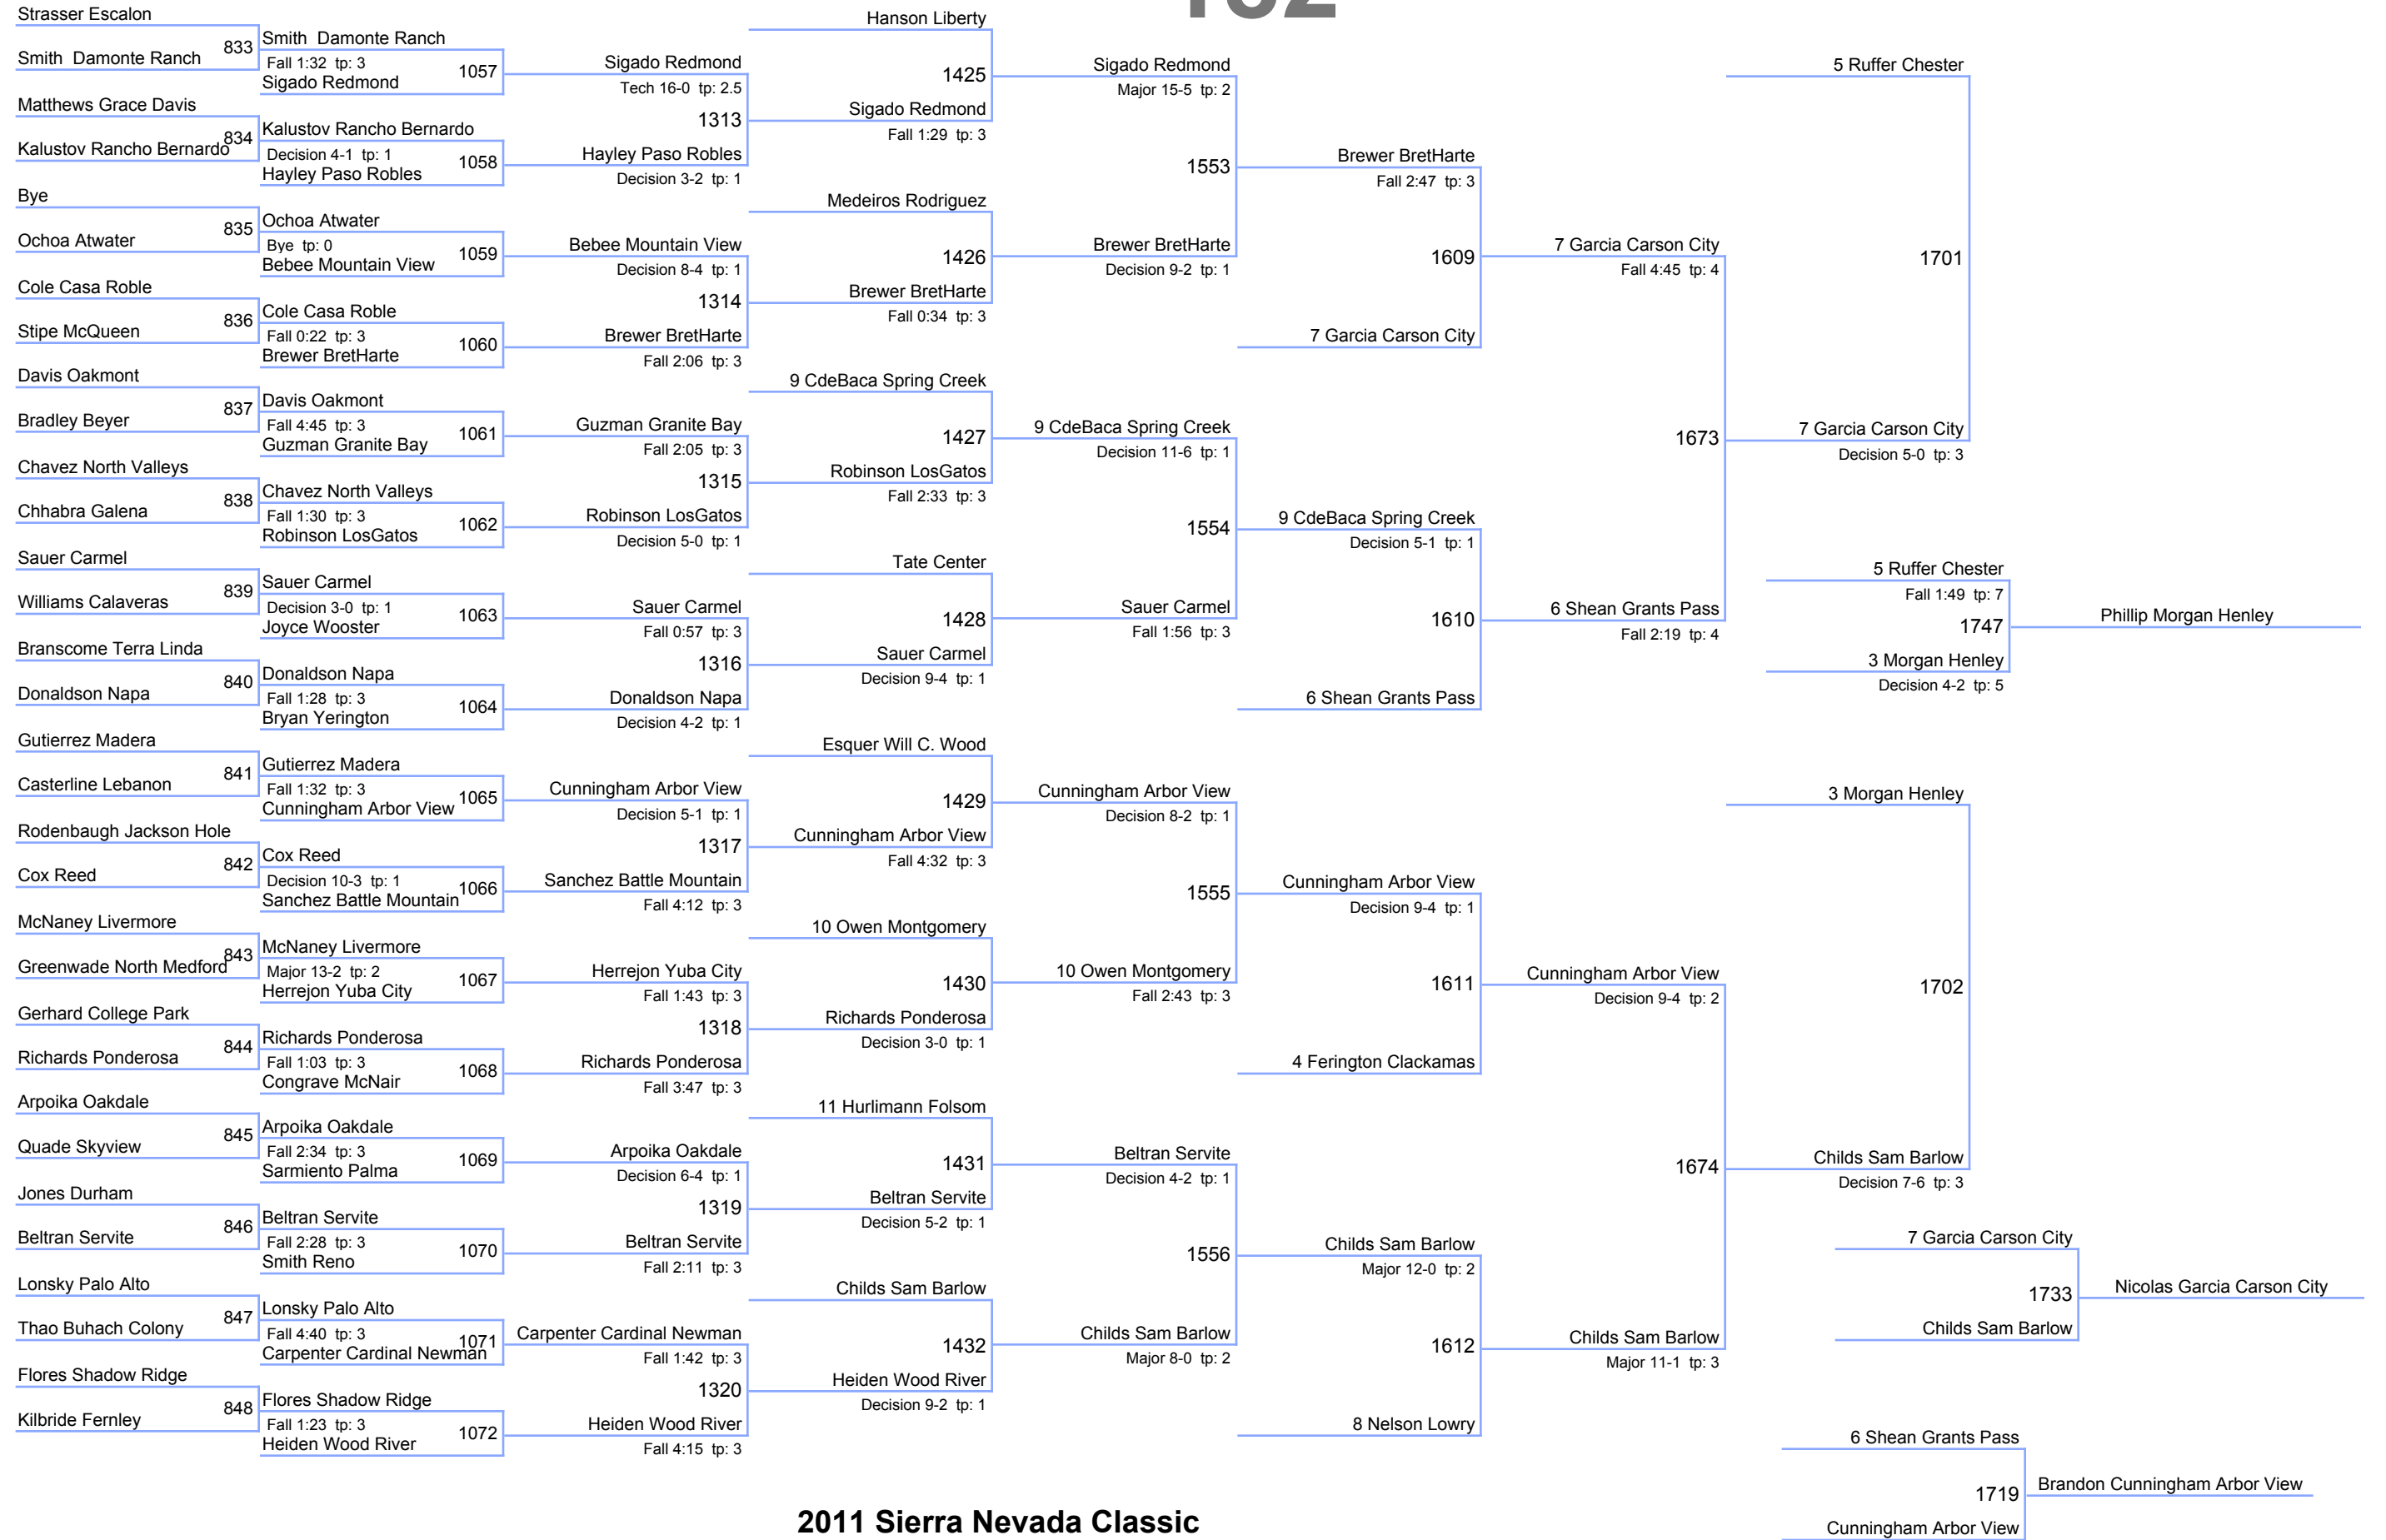 152
Strasser Escalon
833
Smith  Damonte Ranch
Matthews Grace Davis
834
Kalustov Rancho Bernardo
Bye
835
Ochoa Atwater
Cole Casa Roble
836
Stipe McQueen
Davis Oakmont
837
Bradley Beyer
Chavez North Valleys
838
Chhabra Galena
Sauer Carmel
839
Williams Calaveras
Branscome Terra Linda
840
Donaldson Napa
Gutierrez Madera
841
Casterline Lebanon
Rodenbaugh Jackson Hole
842
Cox Reed
McNaney Livermore
843
Greenwade North Medford
Gerhard College Park
844
Richards Ponderosa
Arpoika Oakdale
845
Quade Skyview
Jones Durham
846
Beltran Servite
Lonsky Palo Alto
847
Thao Buhach Colony
Flores Shadow Ridge
848
Kilbride Fernley
Smith  Damonte Ranch
Fall 1:32  tp: 3
1057
Sigado Redmond
Kalustov Rancho Bernardo
Decision 4-1  tp: 1
1058
Hayley Paso Robles
Ochoa Atwater
Bye  tp: 0
1059
Bebee Mountain View
Cole Casa Roble
Fall 0:22  tp: 3
1060
Brewer BretHarte
Davis Oakmont
Fall 4:45  tp: 3
1061
Guzman Granite Bay
Chavez North Valleys
Fall 1:30  tp: 3
1062
Robinson LosGatos
Sauer Carmel
Decision 3-0  tp: 1
1063
Joyce Wooster
Donaldson Napa
Fall 1:28  tp: 3
1064
Bryan Yerington
Gutierrez Madera
Fall 1:32  tp: 3
1065
Cunningham Arbor View
Cox Reed
Decision 10-3  tp: 1
1066
Sanchez Battle Mountain
McNaney Livermore
Major 13-2  tp: 2
1067
Herrejon Yuba City
Richards Ponderosa
Fall 1:03  tp: 3
1068
Congrave McNair
Arpoika Oakdale
Fall 2:34  tp: 3
1069
Sarmiento Palma
Beltran Servite
Fall 2:28  tp: 3
1070
Smith Reno
Lonsky Palo Alto
Fall 4:40  tp: 3
1071
Carpenter Cardinal Newman
Flores Shadow Ridge
Fall 1:23  tp: 3
1072
Heiden Wood River
Sigado Redmond
Tech 16-0  tp: 2.5
1313
Hayley Paso Robles
Decision 3-2  tp: 1
Bebee Mountain View
Decision 8-4  tp: 1
1314
Brewer BretHarte
Fall 2:06  tp: 3
Guzman Granite Bay
Fall 2:05  tp: 3
1315
Robinson LosGatos
Decision 5-0  tp: 1
Sauer Carmel
Fall 0:57  tp: 3
1316
Donaldson Napa
Decision 4-2  tp: 1
Cunningham Arbor View
Decision 5-1  tp: 1
1317
Sanchez Battle Mountain
Fall 4:12  tp: 3
Herrejon Yuba City
Fall 1:43  tp: 3
1318
Richards Ponderosa
Fall 3:47  tp: 3
Arpoika Oakdale
Decision 6-4  tp: 1
1319
Beltran Servite
Fall 2:11  tp: 3
Carpenter Cardinal Newman
Fall 1:42  tp: 3
1320
Heiden Wood River
Fall 4:15  tp: 3
Hanson Liberty
1425
Sigado Redmond
Fall 1:29  tp: 3
Medeiros Rodriguez
1426
Brewer BretHarte
Fall 0:34  tp: 3
9 CdeBaca Spring Creek
1427
Robinson LosGatos
Fall 2:33  tp: 3
Tate Center
1428
Sauer Carmel
Decision 9-4  tp: 1
Esquer Will C. Wood
1429
Cunningham Arbor View
Fall 4:32  tp: 3
10 Owen Montgomery
1430
Richards Ponderosa
Decision 3-0  tp: 1
11 Hurlimann Folsom
1431
Beltran Servite
Decision 5-2  tp: 1
Childs Sam Barlow
1432
Heiden Wood River
Decision 9-2  tp: 1
Sigado Redmond
Major 15-5  tp: 2
1553
Brewer BretHarte
Decision 9-2  tp: 1
9 CdeBaca Spring Creek
Decision 11-6  tp: 1
1554
Sauer Carmel
Fall 1:56  tp: 3
Cunningham Arbor View
Decision 8-2  tp: 1
1555
10 Owen Montgomery
Fall 2:43  tp: 3
Beltran Servite
Decision 4-2  tp: 1
1556
Childs Sam Barlow
Major 8-0  tp: 2
Brewer BretHarte
Fall 2:47  tp: 3
1609
7 Garcia Carson City
9 CdeBaca Spring Creek
Decision 5-1  tp: 1
1610
6 Shean Grants Pass
Cunningham Arbor View
Decision 9-4  tp: 1
1611
4 Ferington Clackamas
Childs Sam Barlow
Major 12-0  tp: 2
1612
8 Nelson Lowry
7 Garcia Carson City
Fall 4:45  tp: 4
1673
6 Shean Grants Pass
Fall 2:19  tp: 4
Cunningham Arbor View
Decision 9-4  tp: 2
1674
Childs Sam Barlow
Major 11-1  tp: 3
5 Ruffer Chester
1701
7 Garcia Carson City
Decision 5-0  tp: 3
5 Ruffer Chester
Fall 1:49  tp: 7
1747
Phillip Morgan Henley
3 Morgan Henley
Decision 4-2  tp: 5
3 Morgan Henley
1702
Childs Sam Barlow
Decision 7-6  tp: 3
7 Garcia Carson City
1733
Nicolas Garcia Carson City
Childs Sam Barlow
6 Shean Grants Pass
1719
Brandon Cunningham Arbor View
Cunningham Arbor View
2011 Sierra Nevada Classic